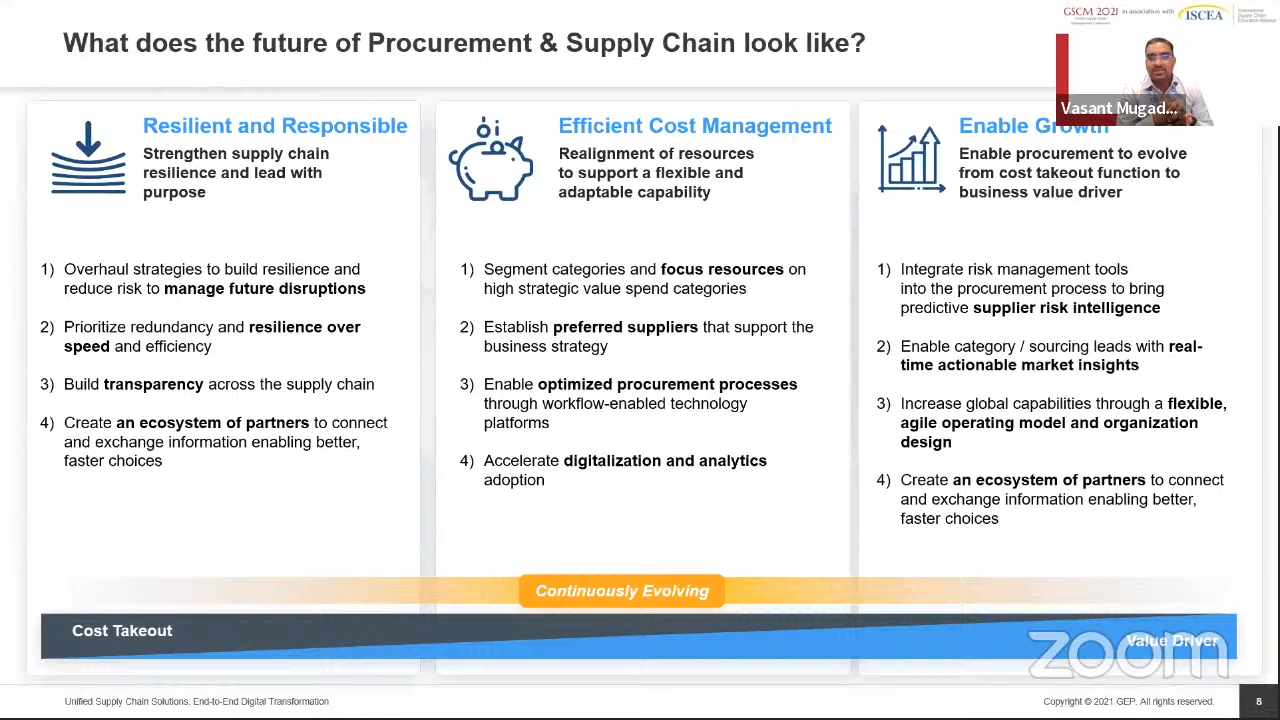 GSCM 2021 in association with ISCEA International
Supply Chain
Education Alliance
What does the future of Procurement & Supply Chain look like?
Vasant Mugad...
Resilient and Responsible
Strengthen supply chain
resilience and lead with
purpose
1) Overhaul strategies to build resilience and
reduce risk to manage future disruptions
2) Prioritize redundancy and resilience over
speed and efficiency
3) Build transparency across the supply chain
4) Create an ecosystem of partners to connect
and exchange information enabling better,
faster choices
Efficient Cost Management
Realignment of resources
to support a flexible and
adaptable capability
1) Segment categories and focus resources on
high strategic value spend categories
2) Establish preferred suppliers that support the
business strategy
3) Enable optimized procurement processes
through workflow-enabled technology
platforms
4) Accelerate digitalization and analytics
adoption
Enable Growth
Enable procurement to evolve
from cost takeout function to
business value driver
1) Integrate risk management tools
into the procurement process to bring
predictive supplier risk intelligence
2) Enable category / sourcing leads with real-
time actionable market insights
3) Increase global capabilities through a flexible,
agile operating model and organization
design
4) Create an ecosystem of partners to connect
and exchange information enabling better,
faster choices
Continuously Evolving
Cost Takeout
Value Driver
zoom
Unified Supply Chain Solutions: End-to-End Digital Transformation
Copyright © 2021 GEP. All rights reserved.
8